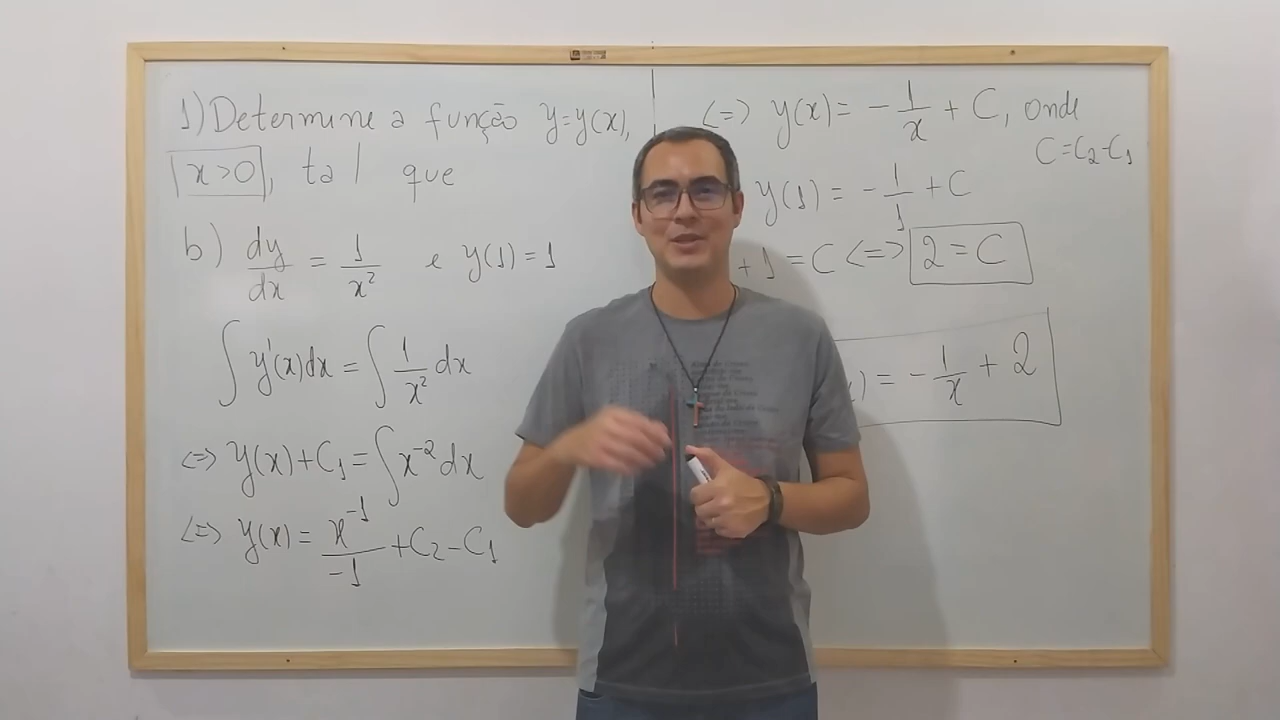 1) Determine a função y=y(x),
x>0, tal que
b) dy/dx = 1/x² e y(1)=1
∫ y'(x)dx = ∫ 1/x² dx
<=> y(x)+C₁ = ∫ x⁻² dx
<=> y(x) = x⁻¹/-1 + C₂ - C₁
<=> y(x) = -1/x + C, onde
C=C₂-C₁
y(1) = -1/1 + C
+ 1 = C <=> 2 = C
) = -1/x + 2